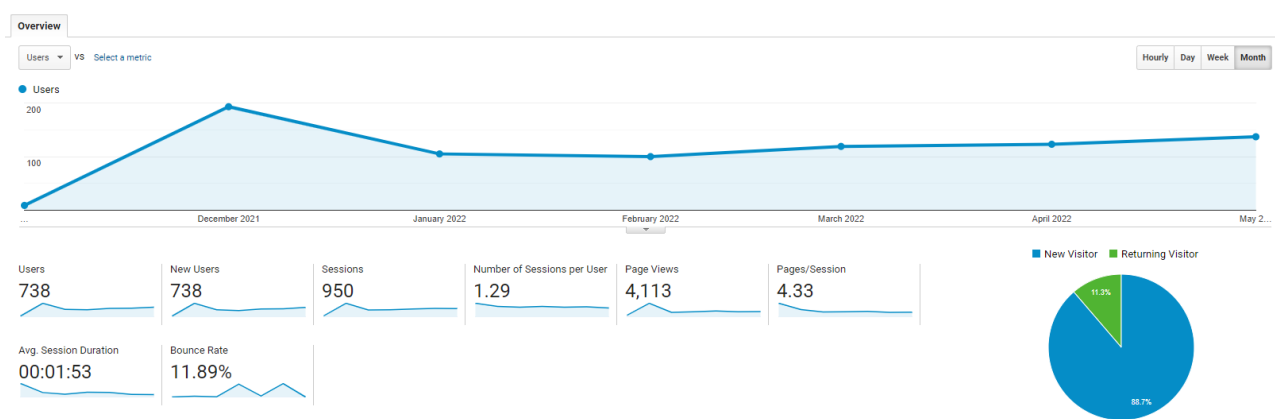 Overview
Users VS Select a metric
Hourly Day Week Month
Users
200
100
... December 2021 January 2022 February 2022 March 2022 April 2022 May 2...
New Visitor Returning Visitor
Users New Users Sessions Number of Sessions per User Page Views Pages/Session
738 738 950 1.29 4,113 4.33
11.3%
Avg. Session Duration Bounce Rate
00:01:53 11.89%
88.7%